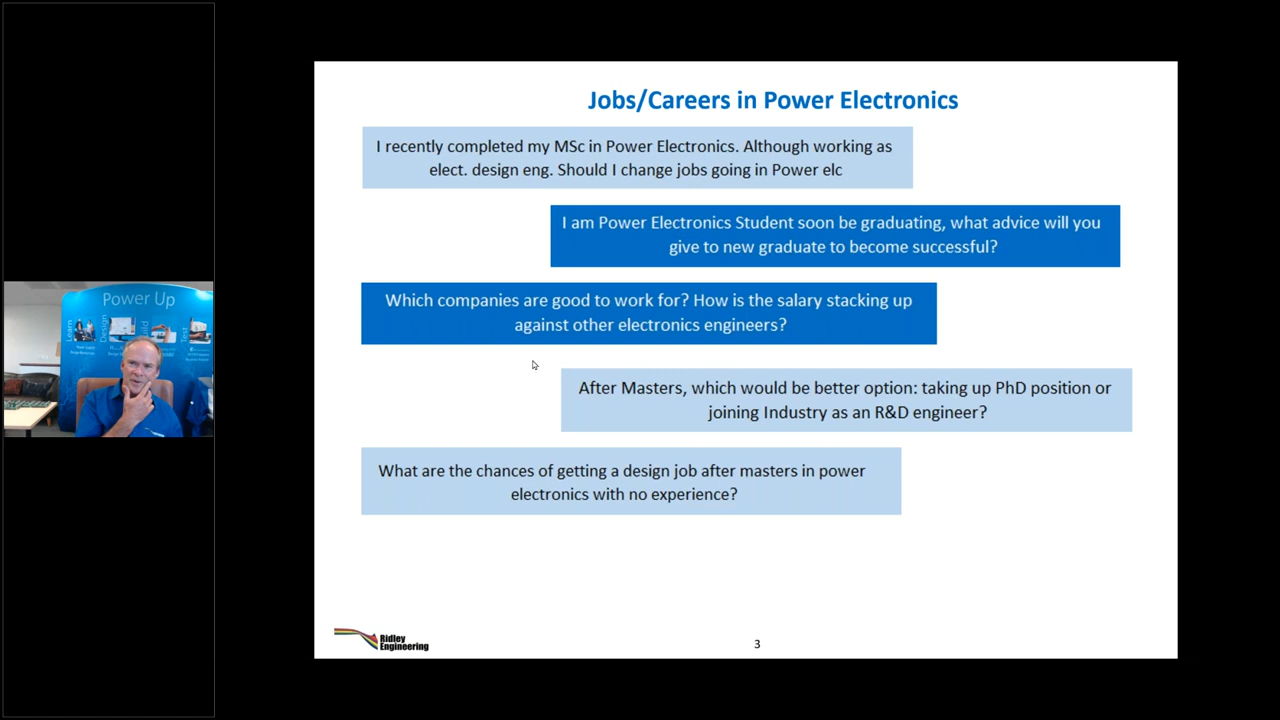 Jobs/Careers in Power Electronics
I recently completed my MSc in Power Electronics. Although working as
elect. design eng. Should I change jobs going in Power elc
I am Power Electronics Student soon be graduating, what advice will you
give to new graduate to become successful?
Which companies are good to work for? How is the salary stacking up
against other electronics engineers?
After Masters, which would be better option: taking up PhD position or
joining Industry as an R&D engineer?
What are the chances of getting a design job after masters in power
electronics with no experience?
Ridley
Engineering
3
Power Up
Learn
Design
Test